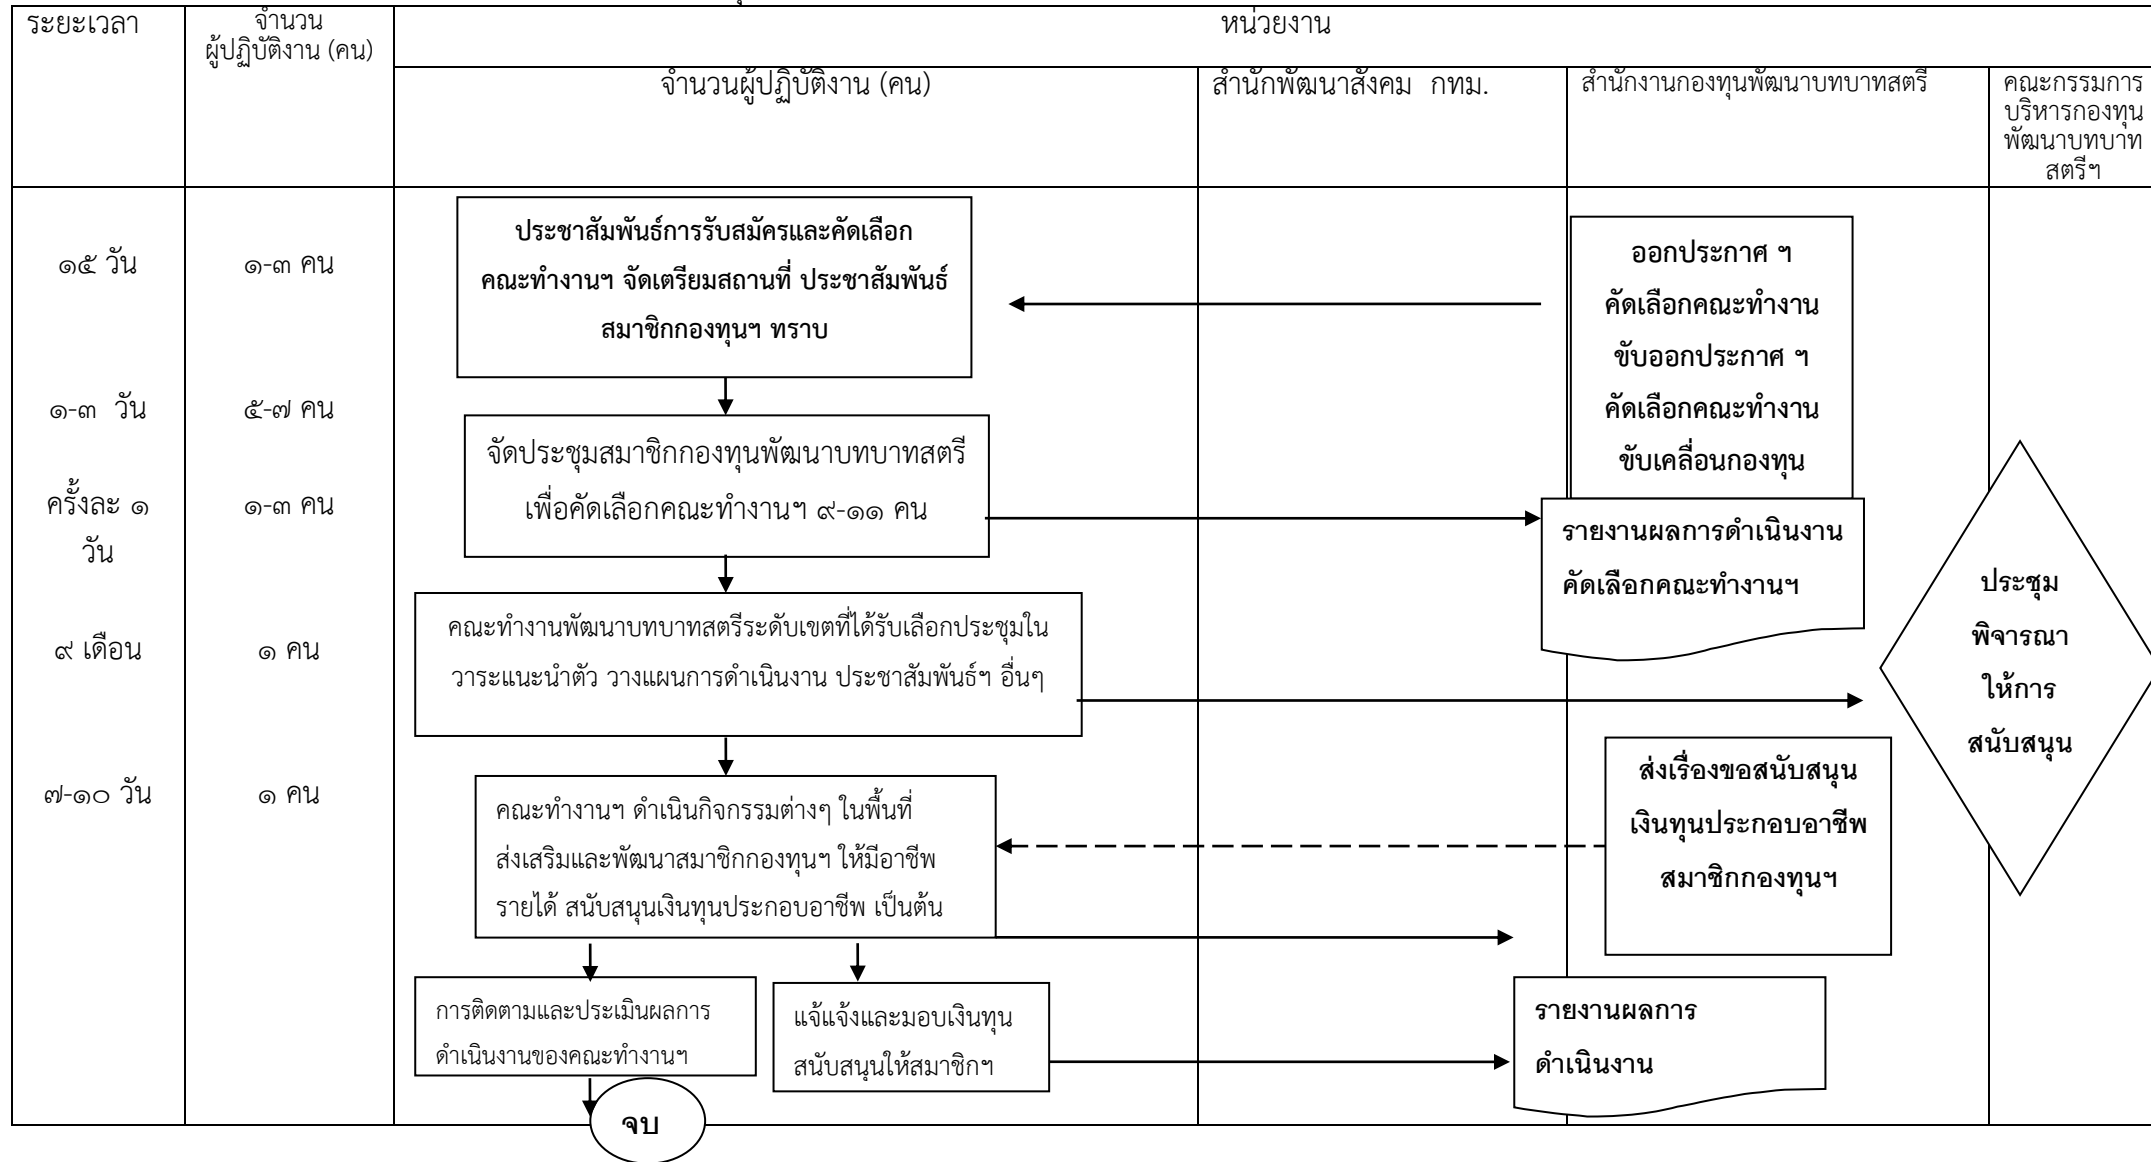 ระยะเวลา
จำนวน
ผู้ปฏิบัติงาน (คน)
หน่วยงาน
จำนวนผู้ปฏิบัติงาน (คน)
สำนักพัฒนาสังคม กทม.
สำนักงานกองทุนพัฒนาบทบาทสตรี
คณะกรรมการ
บริหารกองทุน
พัฒนาบทบาท
สตรีฯ
๑๕ วัน
๑-๓ คน
ประชาสัมพันธ์การรับสมัครและคัดเลือก
คณะทำงานฯ จัดเตรียมสถานที่ ประชาสัมพันธ์
สมาชิกกองทุนฯ ทราบ
ออกประกาศ ฯ
คัดเลือกคณะทำงาน
ขับออกประกาศ ฯ
คัดเลือกคณะทำงาน
ขับเคลื่อนกองทุน
๑-๓ วัน
๕-๗ คน
จัดประชุมสมาชิกกองทุนพัฒนาบทบาทสตรี
เพื่อคัดเลือกคณะทำงานฯ ๙-๑๑ คน
ครั้งละ ๑
วัน
๑-๓ คน
รายงานผลการดำเนินงาน
คัดเลือกคณะทำงานฯ
ประชุม
พิจารณา
ให้การ
สนับสนุน
๙ เดือน
๑ คน
คณะทำงานพัฒนาบทบาทสตรีระดับเขตที่ได้รับเลือกประชุมใน
วาระแนะนำตัว วางแผนการดำเนินงาน ประชาสัมพันธ์ฯ อื่นๆ
๗-๑๐ วัน
๑ คน
คณะทำงานฯ ดำเนินกิจกรรมต่างๆ ในพื้นที่
ส่งเสริมและพัฒนาสมาชิกกองทุนฯ ให้มีอาชีพ
รายได้ สนับสนุนเงินทุนประกอบอาชีพ เป็นต้น
ส่งเรื่องขอสนับสนุน
เงินทุนประกอบอาชีพ
สมาชิกกองทุนฯ
การติดตามและประเมินผลการ
ดำเนินงานของคณะทำงานฯ
แจ้แจ้งและมอบเงินทุน
สนับสนุนให้สมาชิกฯ
รายงานผลการ
ดำเนินงาน
จบ